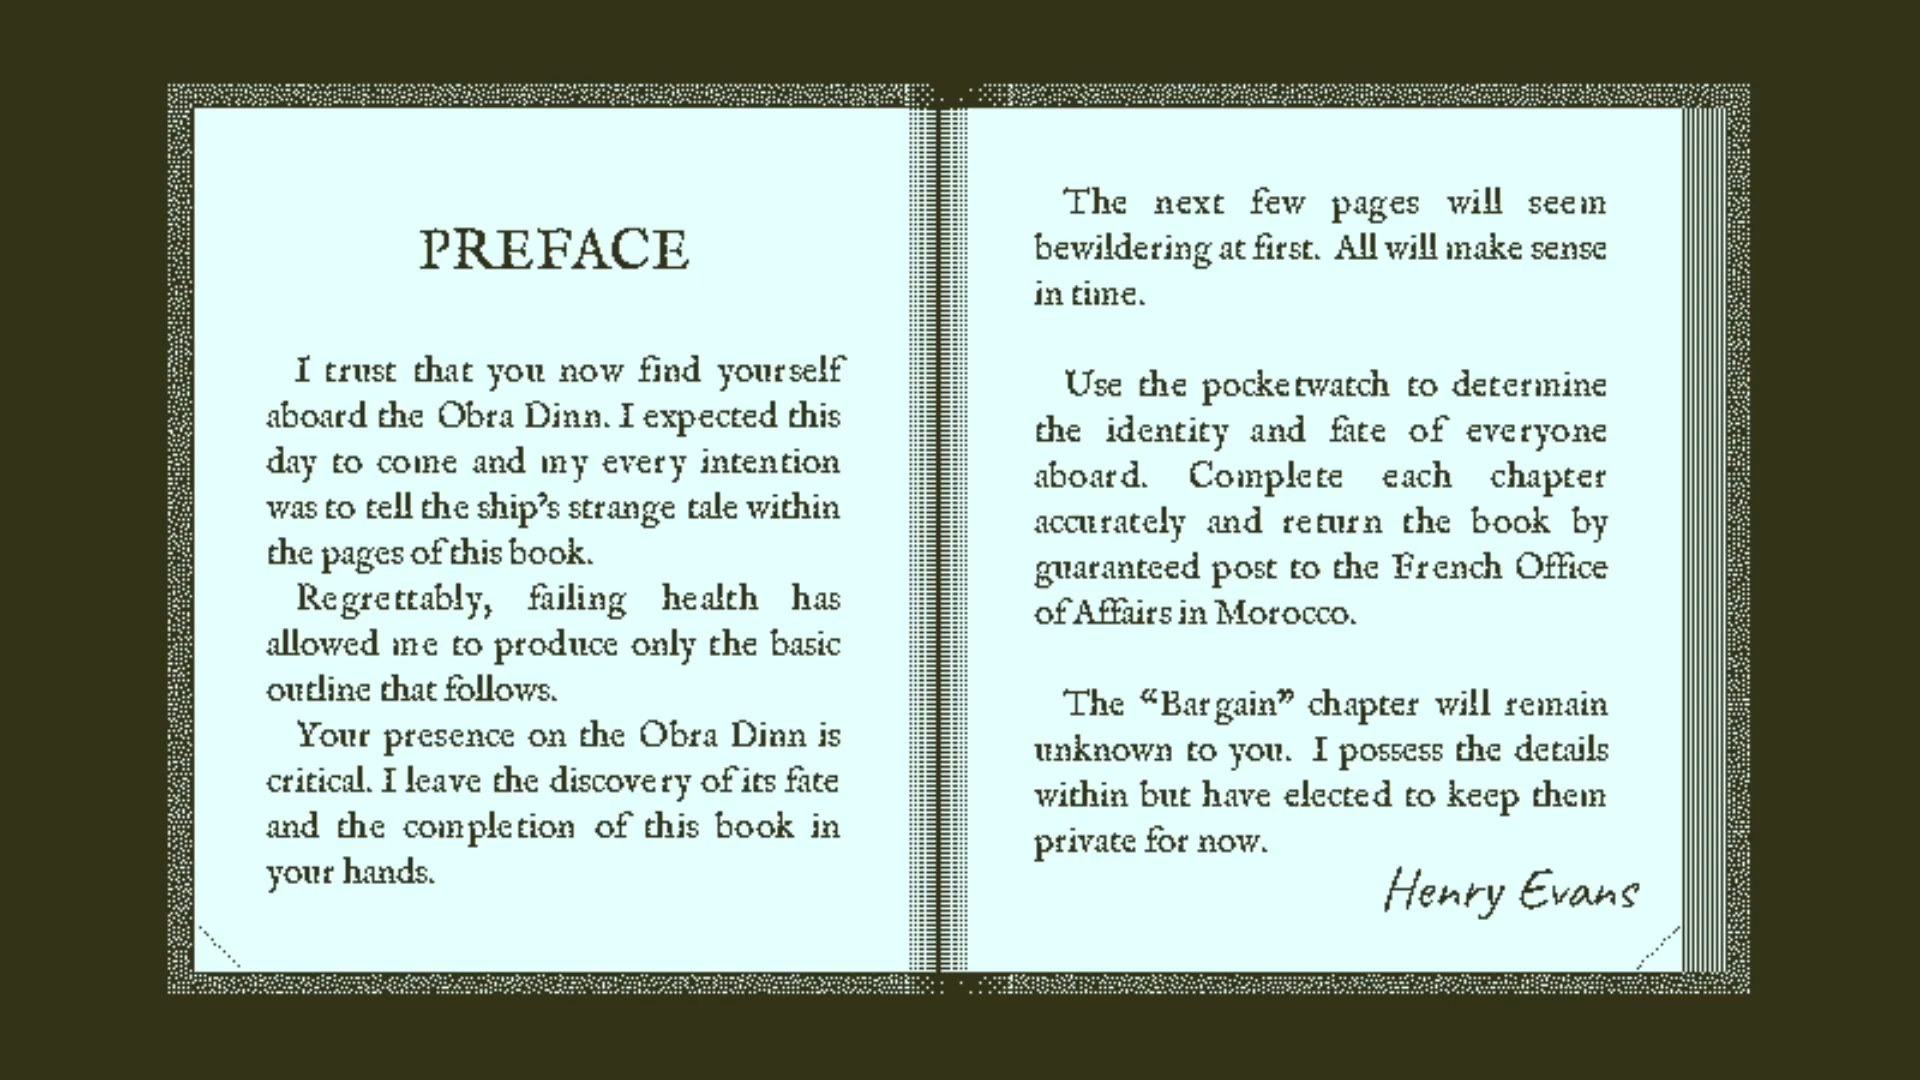 PREFACE
I trust that you now find yourself
aboard the Obra Dinn. I expected this
day to come and my every intention
was to tell the ship’s strange tale within
the pages of this book.
Regrettably, failing health has
allowed me to produce only the basic
outline that follows.
Your presence on the Obra Dinn is
critical. I leave the discovery of its fate
and the completion of this book in
your hands.
The next few pages will seem
bewildering at first. All will make sense
in time.
Use the pocketwatch to determine
the identity and fate of everyone
aboard. Complete each chapter
accurately and return the book by
guaranteed post to the French Office
of Affairs in Morocco.
The “Bargain” chapter will remain
unknown to you. I possess the details
within but have elected to keep them
private for now.
Henry Evans